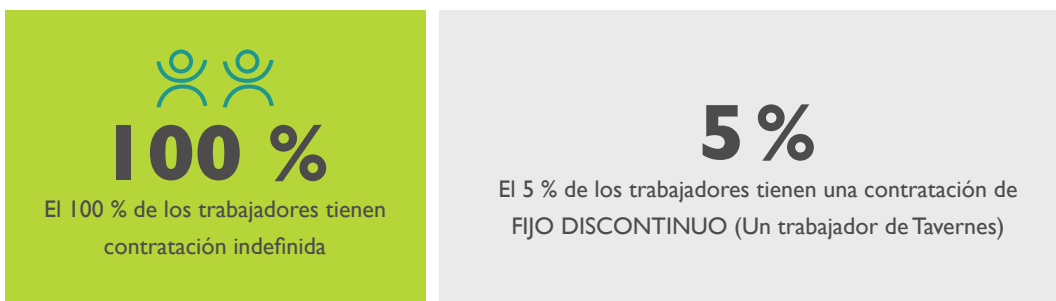 100 %
El 100 % de los trabajadores tienen
contratación indefinida
5 %
El 5 % de los trabajadores tienen una contratación de
FIJO DISCONTINUO (Un trabajador de Tavernes)